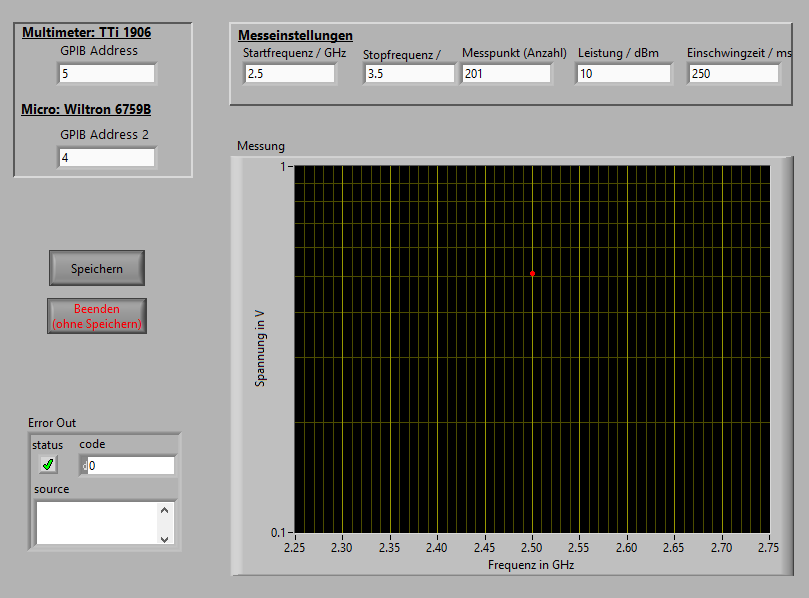 Multimeter: TTi 1906
GPIB Address
5
Micro: Wiltron 6759B
GPIB Address 2
4
Messeinstellungen
Startfrequenz / GHz
Stopfrequenz /
Messpunkt (Anzahl)
Leistung / dBm
Einschwingzeit / ms
2.5
3.5
201
10
250
Speichern
Beenden
(ohne Speichern)
Error Out
status
code
d0
source
Messung
1
Spannung in V
0.1
2.25 2.30 2.35 2.40 2.45 2.50 2.55 2.60 2.65 2.70 2.75
Frequenz in GHz